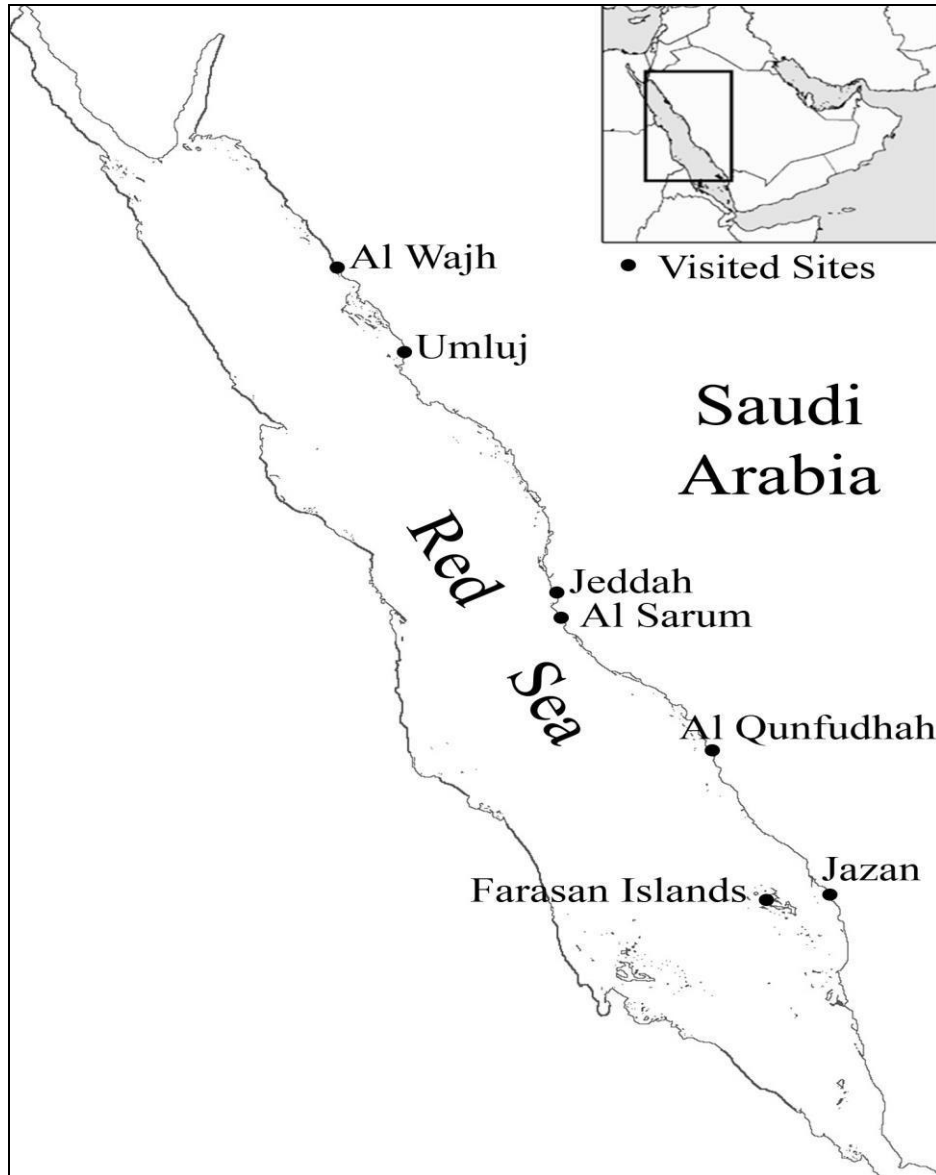 Al Wajh
Visited Sites
Umluj
Saudi
Arabia
Red
Sea
Jeddah
Al Sarum
Al Qunfudhah
Jazan
Farasan Islands